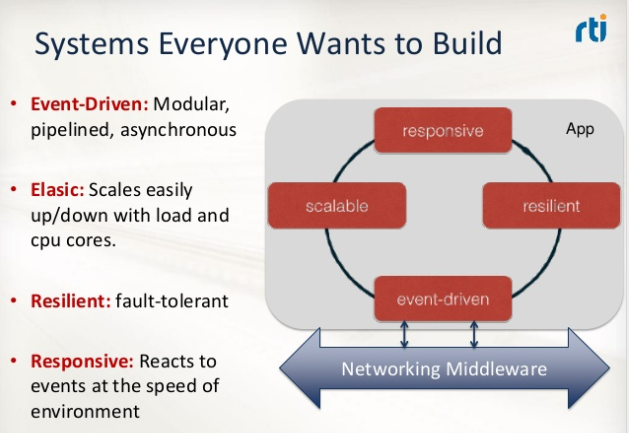 Systems Everyone Wants to Build
rti
• Event-Driven: Modular,
pipelined, asynchronous
• Elasic: Scales easily
up/down with load and
cpu cores.
• Resilient: fault-tolerant
• Responsive: Reacts to
events at the speed of
environment
App
responsive
scalable
resilient
event-driven
Networking Middleware